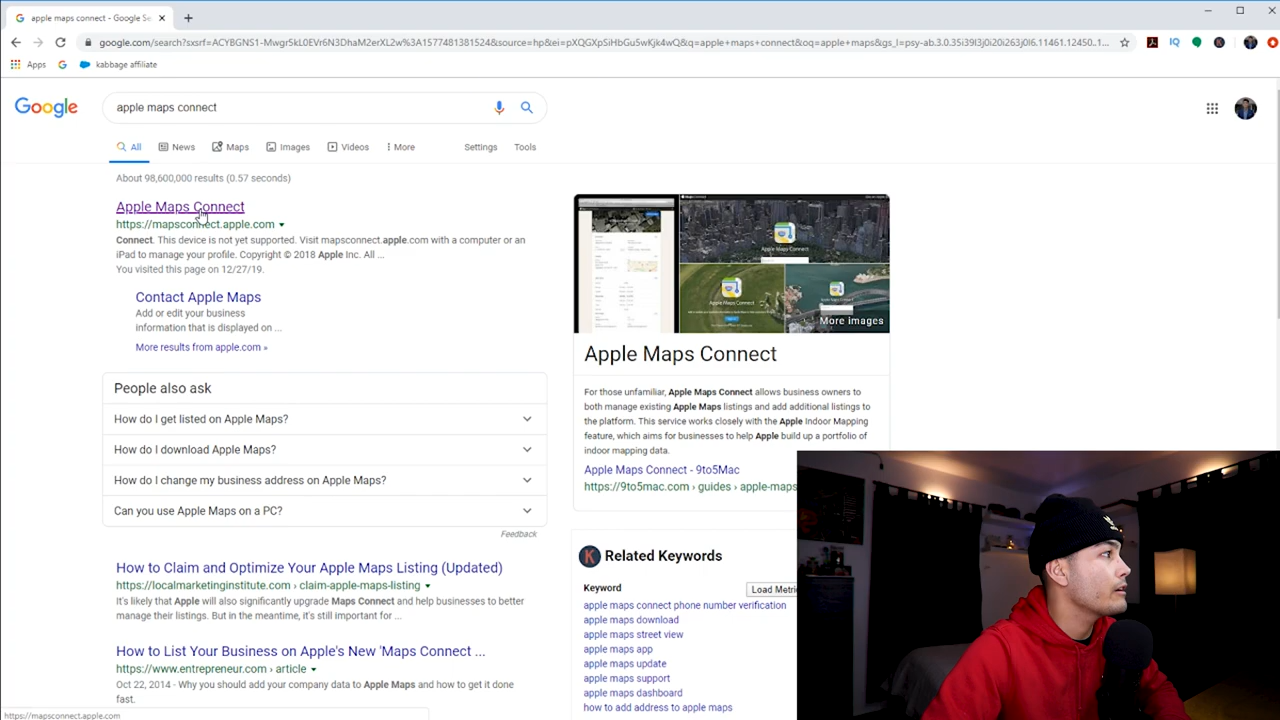 apple maps connect - Google Se
google.com/search?sxsrf=ACYBGNS1-Mwgr5kL0EVr6N3DhaM2erXL2w%3A1577481381524&source=hp&ei=pXQGXpSiHbGu5wKjk4wQ&q=apple+maps+connect&oq=apple+maps&gs_l=psy-ab.3.0.35i39l3j0i20i263j0l6.11461.12450..1...
Apps
kabbage affiliate
Google
apple maps connect
All
News
Maps
Images
Videos
More
Settings
Tools
About 98,600,000 results (0.57 seconds)
Apple Maps Connect
https://mapsconnect.apple.com
Connect. This device is not yet supported. Visit mapsconnect.apple.com with a computer or an
iPad to manage your profile. Copyright © 2018 Apple Inc. All ...
You visited this page on 12/27/19.
Contact Apple Maps
Add or edit your business
information that is displayed on ...
More results from apple.com »
People also ask
How do I get listed on Apple Maps?
How do I download Apple Maps?
How do I change my business address on Apple Maps?
Can you use Apple Maps on a PC?
Feedback
How to Claim and Optimize Your Apple Maps Listing (Updated)
https://localmarketinginstitute.com › claim-apple-maps-listing
It's likely that Apple will also significantly upgrade Maps Connect and help businesses to better
manage their listings. But in the meantime, it's still important for ...
How to List Your Business on Apple's New 'Maps Connect ...
https://www.entrepreneur.com › article
Oct 22, 2014 - Why you should add your company data to Apple Maps and how to get it done
fast.
https://mapsconnect.apple.com
Apple Maps Connect
Apple Maps Connect
More images
Apple Maps Connect
For those unfamiliar, Apple Maps Connect allows business owners to
both manage existing Apple Maps listings and add additional listings to
the platform. This service works closely with the Apple Indoor Mapping
feature, which aims for businesses to help Apple build up a portfolio of
indoor mapping data.
Apple Maps Connect - 9to5Mac
https://9to5mac.com › guides › apple-maps
K
Related Keywords
Keyword
Load Metri
apple maps connect phone number verification
apple maps download
apple maps street view
apple maps app
apple maps update
apple maps support
apple maps dashboard
how to add address to apple maps